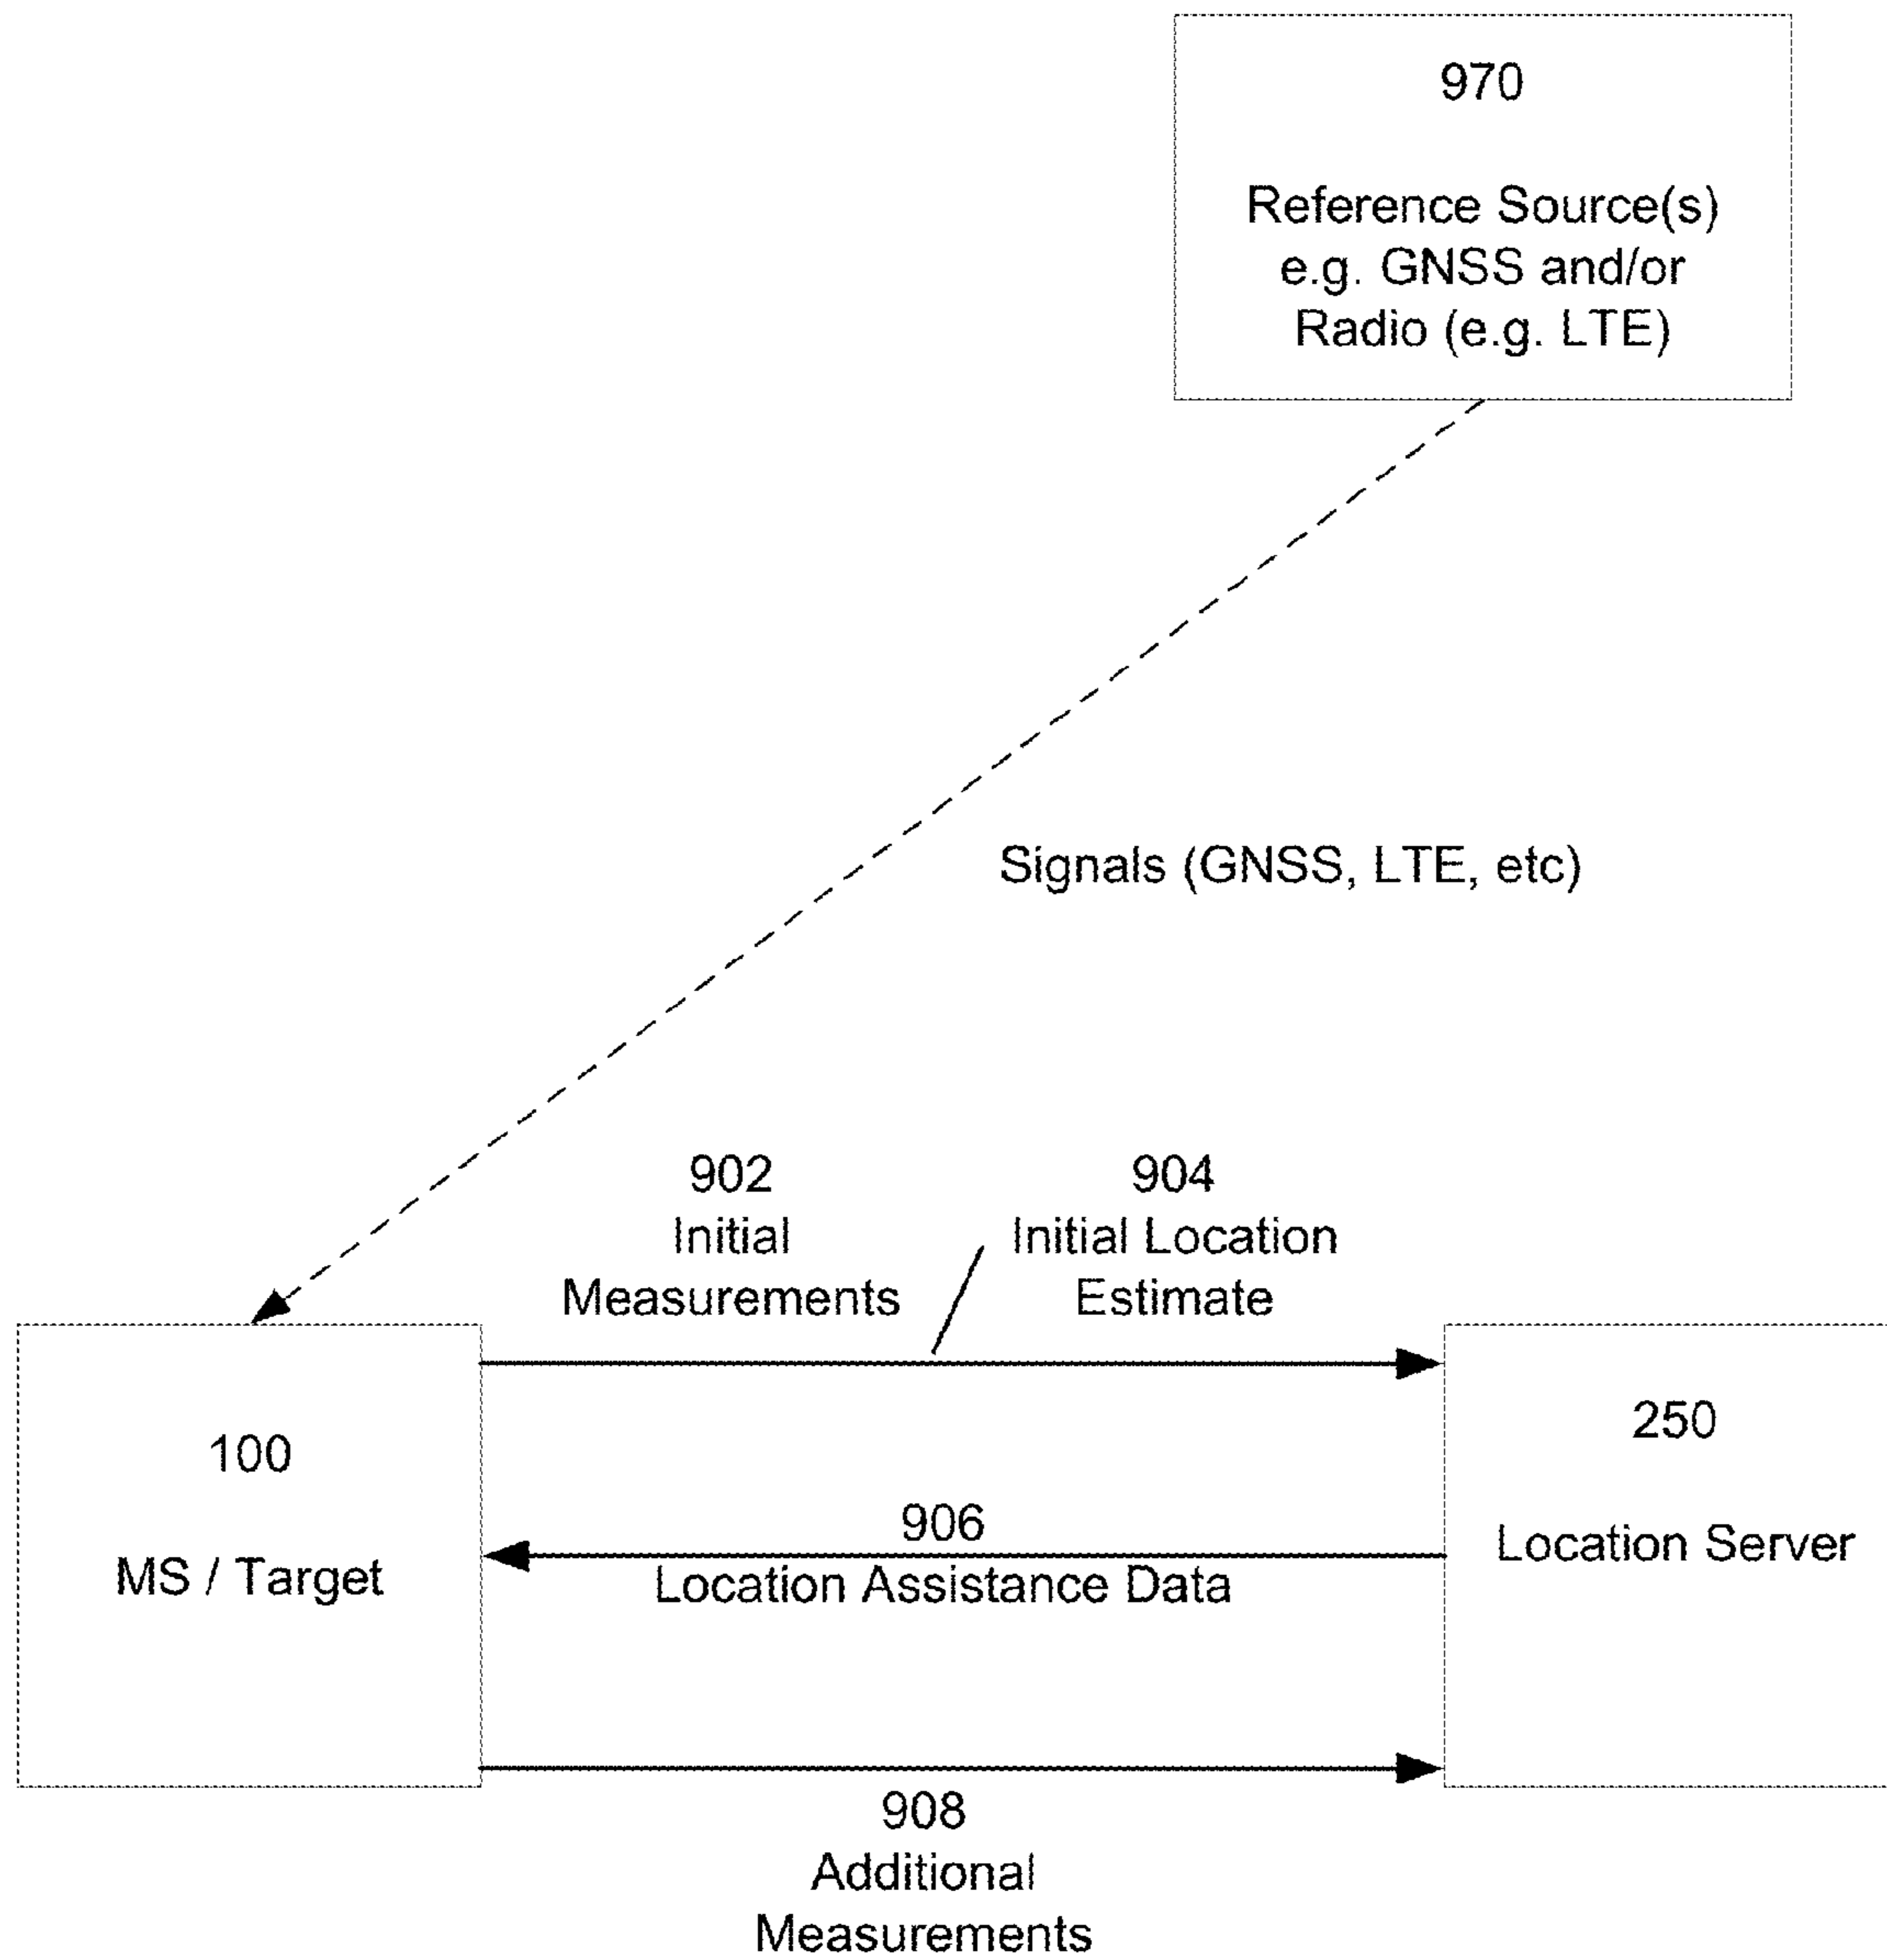 970
Reference Source(s)
e.g. GNSS and/or
Radio (e.g. LTE)
Signals (GNSS, LTE, etc)
902
Initial
Measurements
904
Initial Location
Estimate
100
MS / Target
906
Location Assistance Data
250
Location Server
908
Additional
Measurements